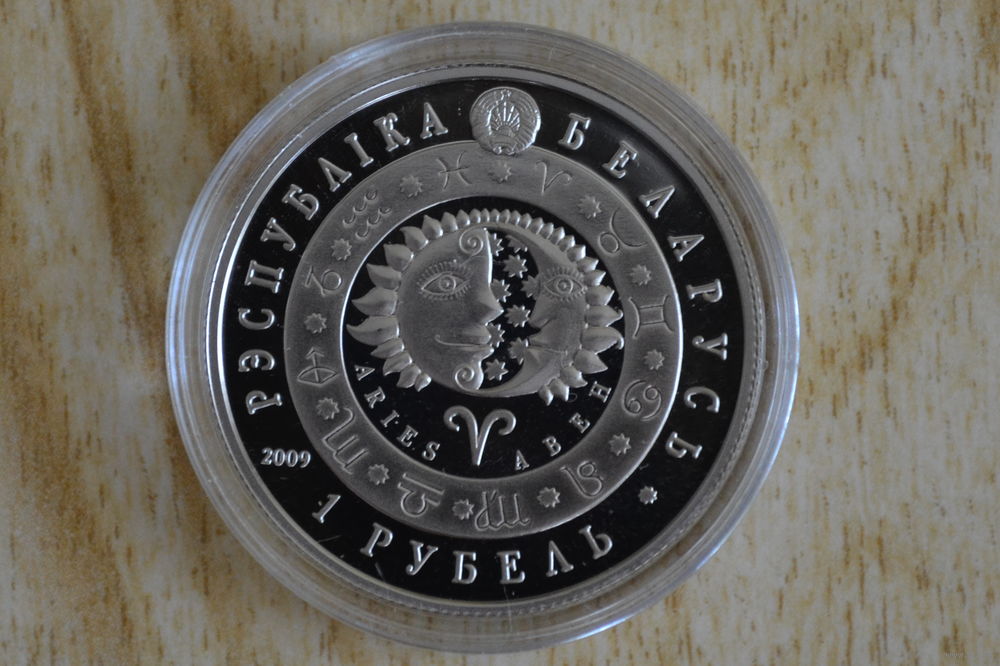 РЭСПУБЛІКА БЕЛАРУСЬ
ARIES АВЕН
2009
1 РУБЕЛЬ